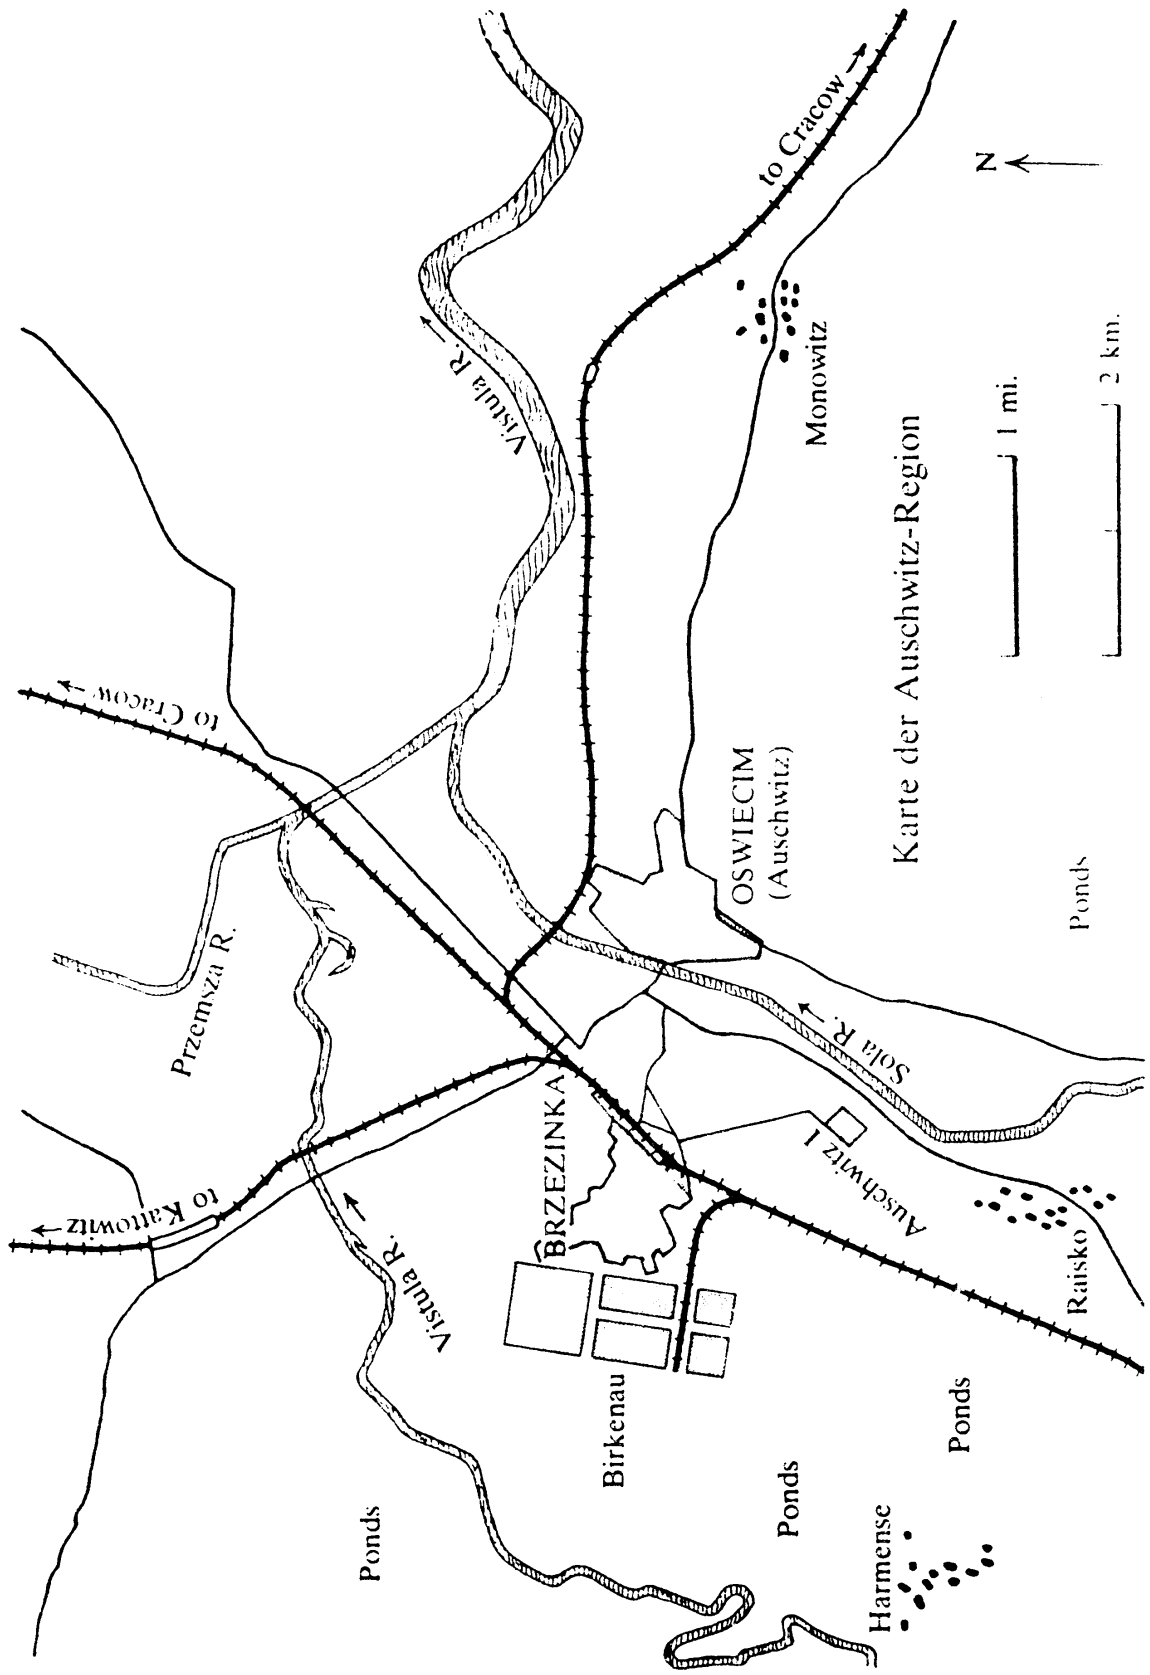 to Kattowitz
to Cracow
Przemsza R.
Vistula R.
Vistula R.
to Cracow
Ponds
BRZEZINKA
Birkenau
OSWIECIM
(Auschwitz)
Monowitz
Ponds
Auschwitz I
Sola R.
Harmense
Ponds
Raisko
Ponds
Karte der Auschwitz-Region
N
1 mi.
2 km.